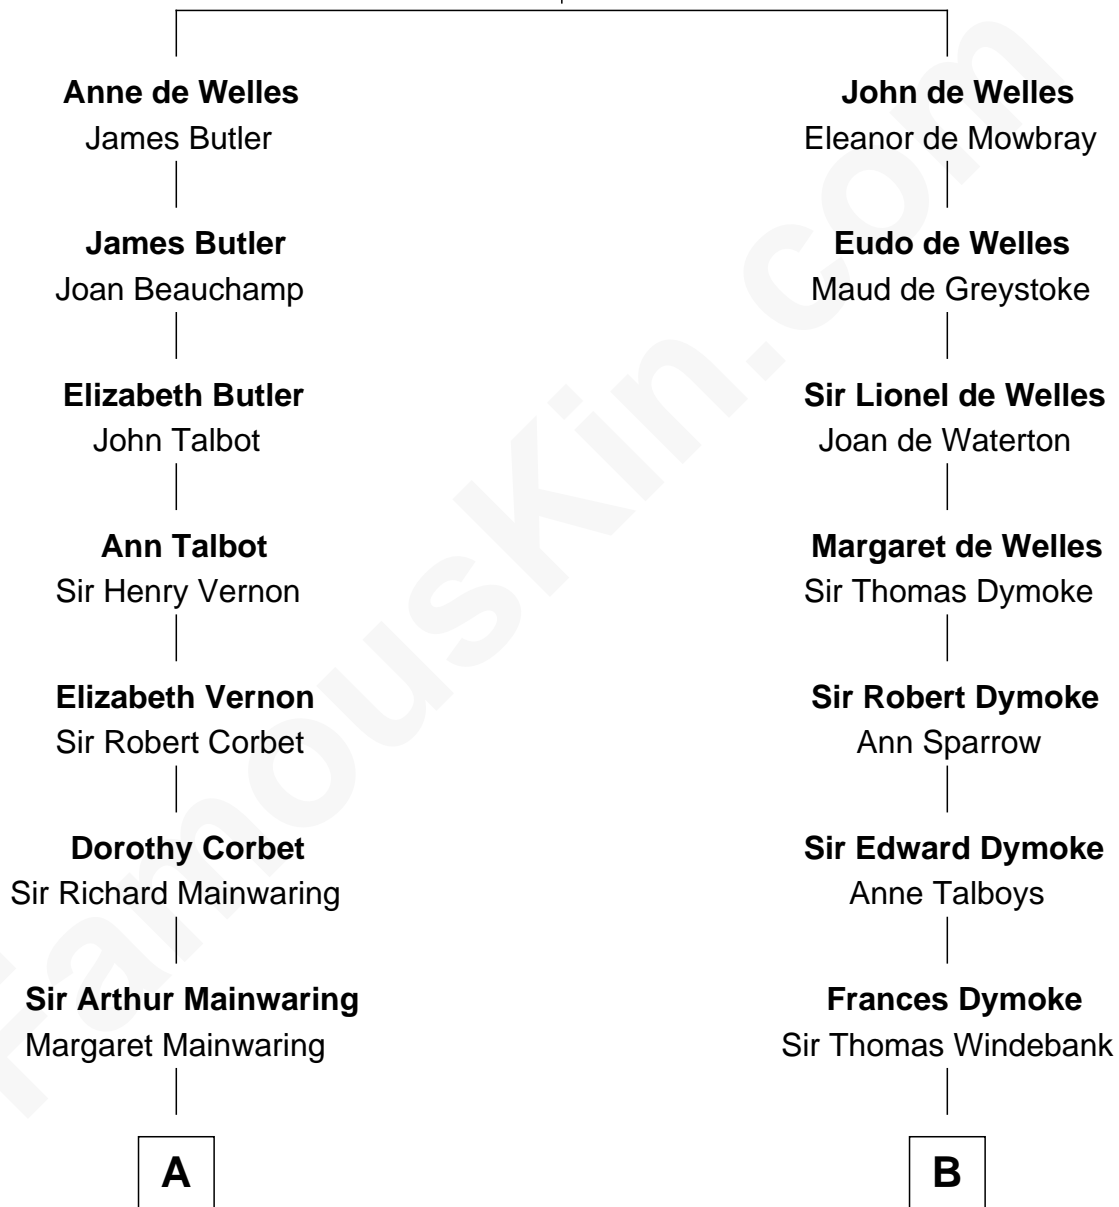 Anne de Welles
James Butler
James Butler
Joan Beauchamp
Elizabeth Butler
John Talbot
Ann Talbot
Sir Henry Vernon
Elizabeth Vernon
Sir Robert Corbet
Dorothy Corbet
Sir Richard Mainwaring
Sir Arthur Mainwaring
Margaret Mainwaring
A
John de Welles
Eleanor de Mowbray
Eudo de Welles
Maud de Greystoke
Sir Lionel de Welles
Joan de Waterton
Margaret de Welles
Sir Thomas Dymoke
Sir Robert Dymoke
Ann Sparrow
Sir Edward Dymoke
Anne Talboys
Frances Dymoke
Sir Thomas Windebank
B
FamousKin.com